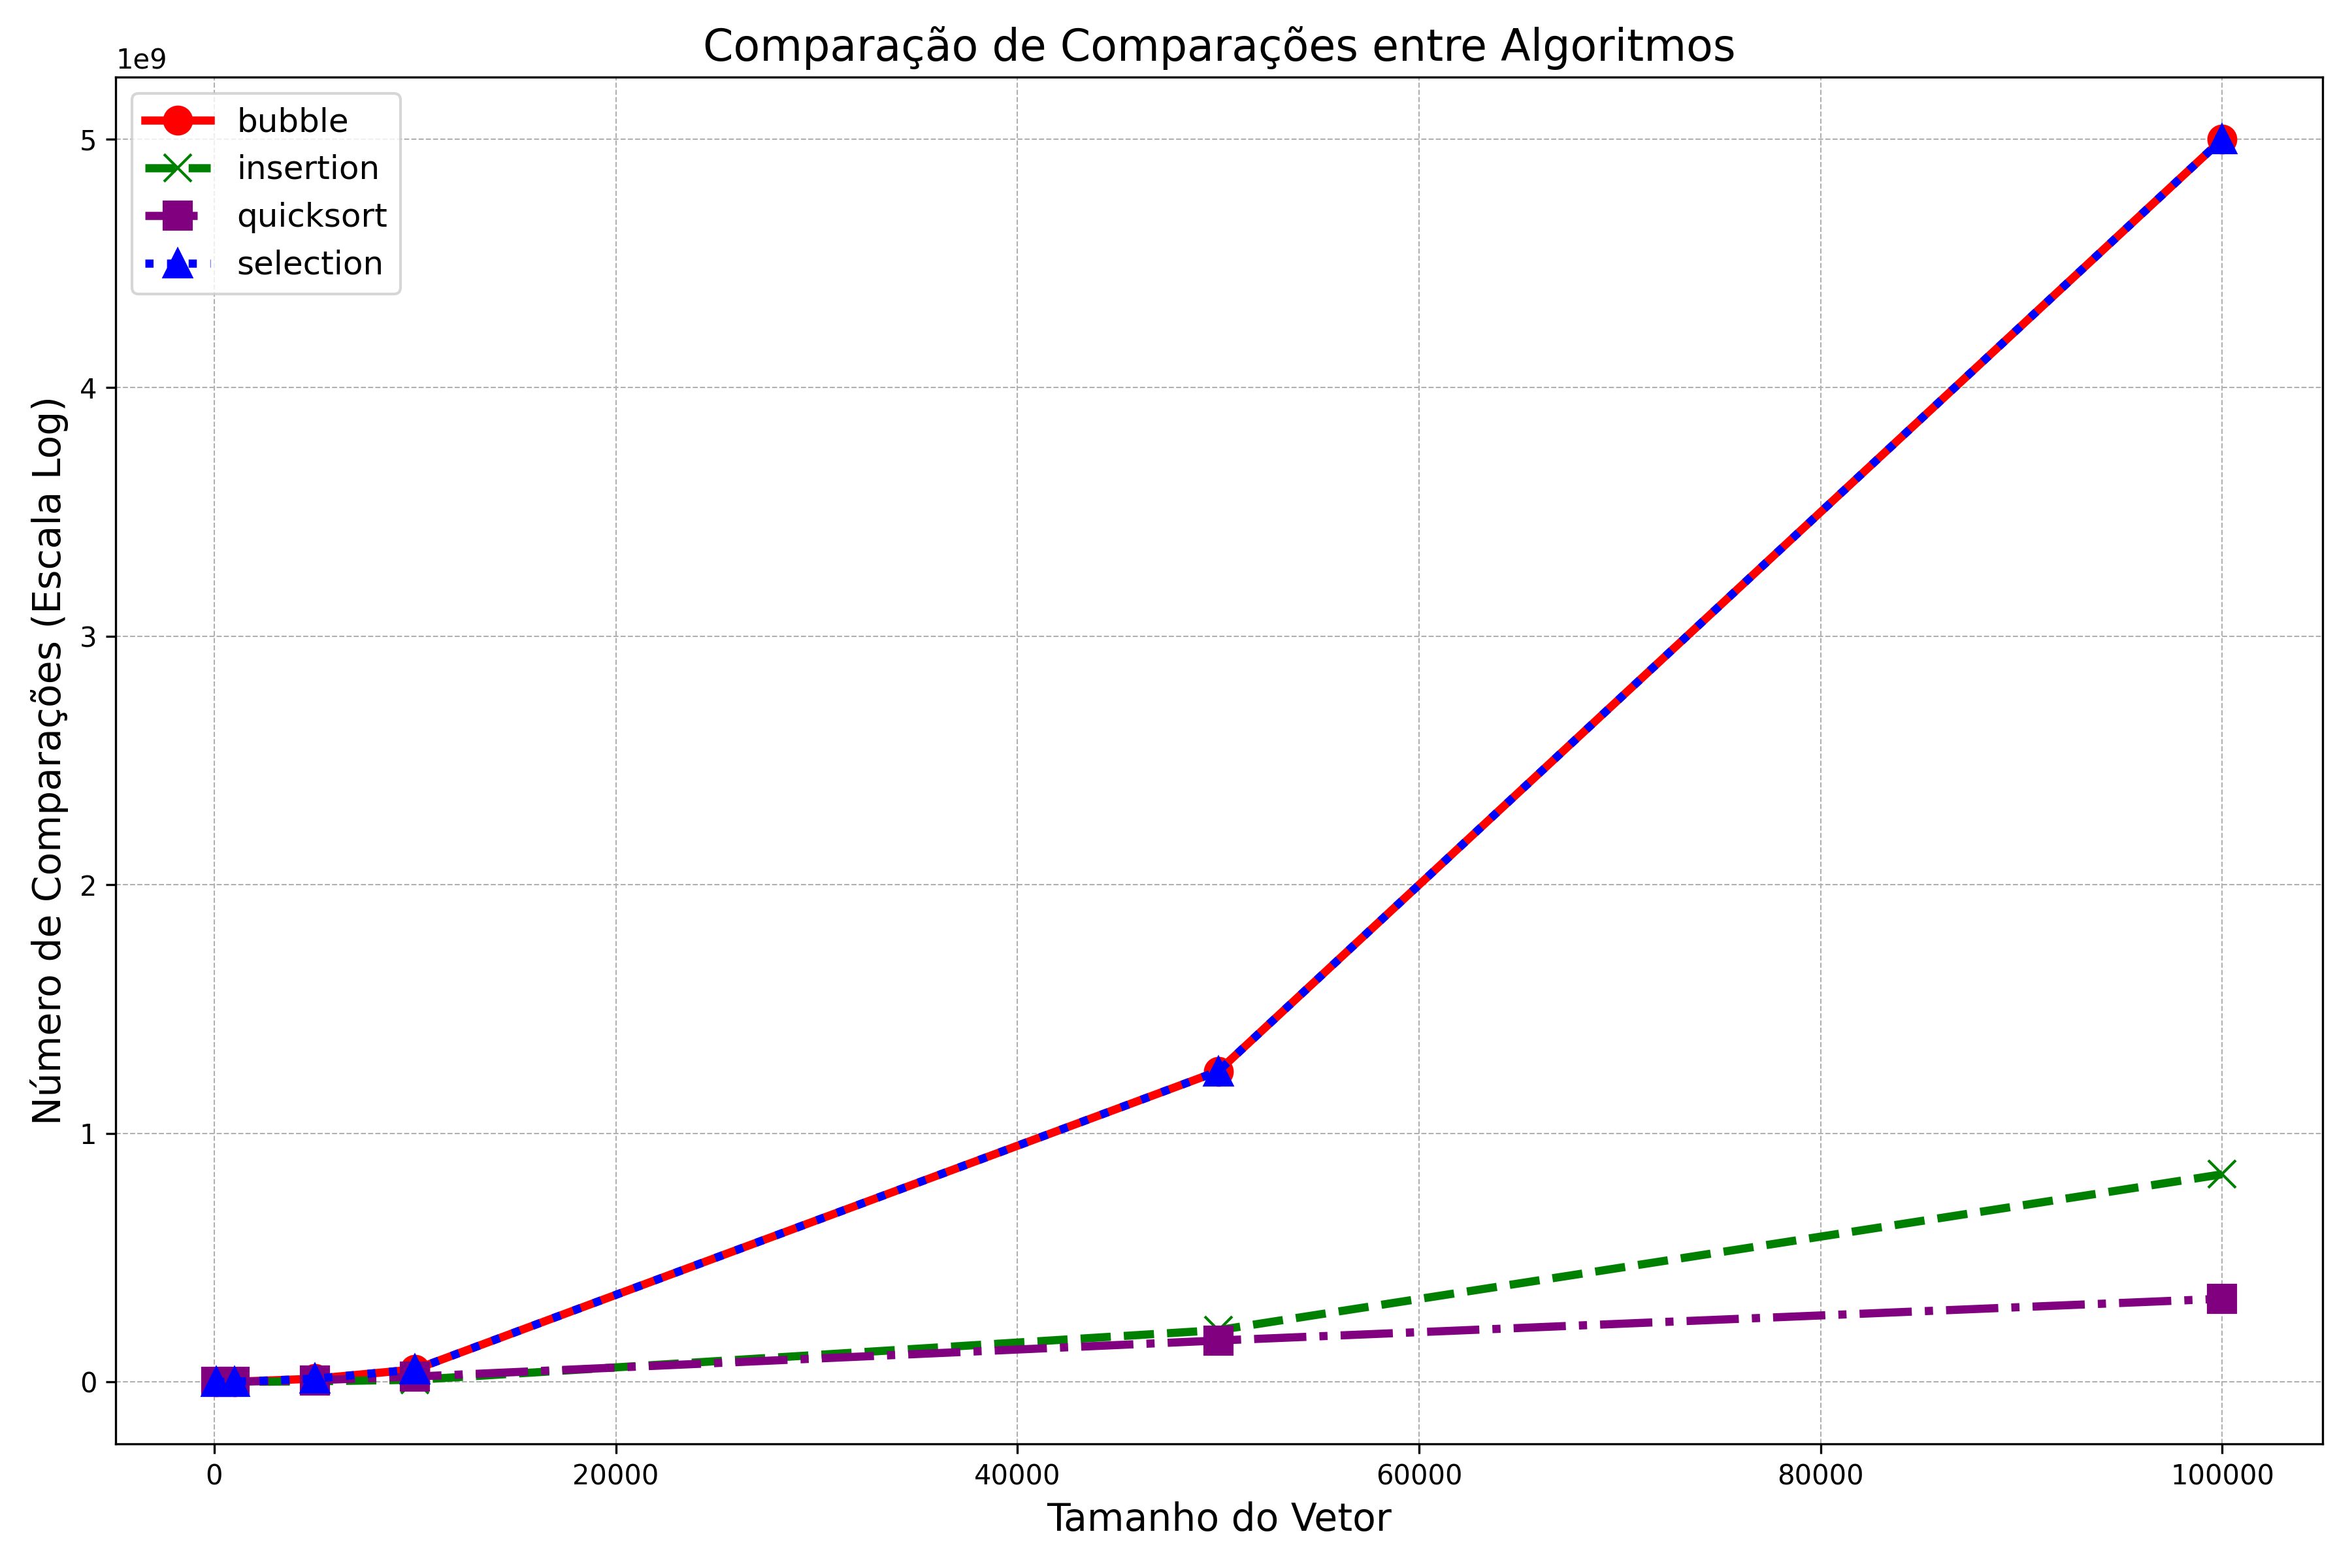 Comparação de Comparações entre Algoritmos
1e9
bubble
insertion
quicksort
selection
5
4
3
2
1
0
Número de Comparações (Escala Log)
0 20000 40000 60000 80000 100000
Tamanho do Vetor